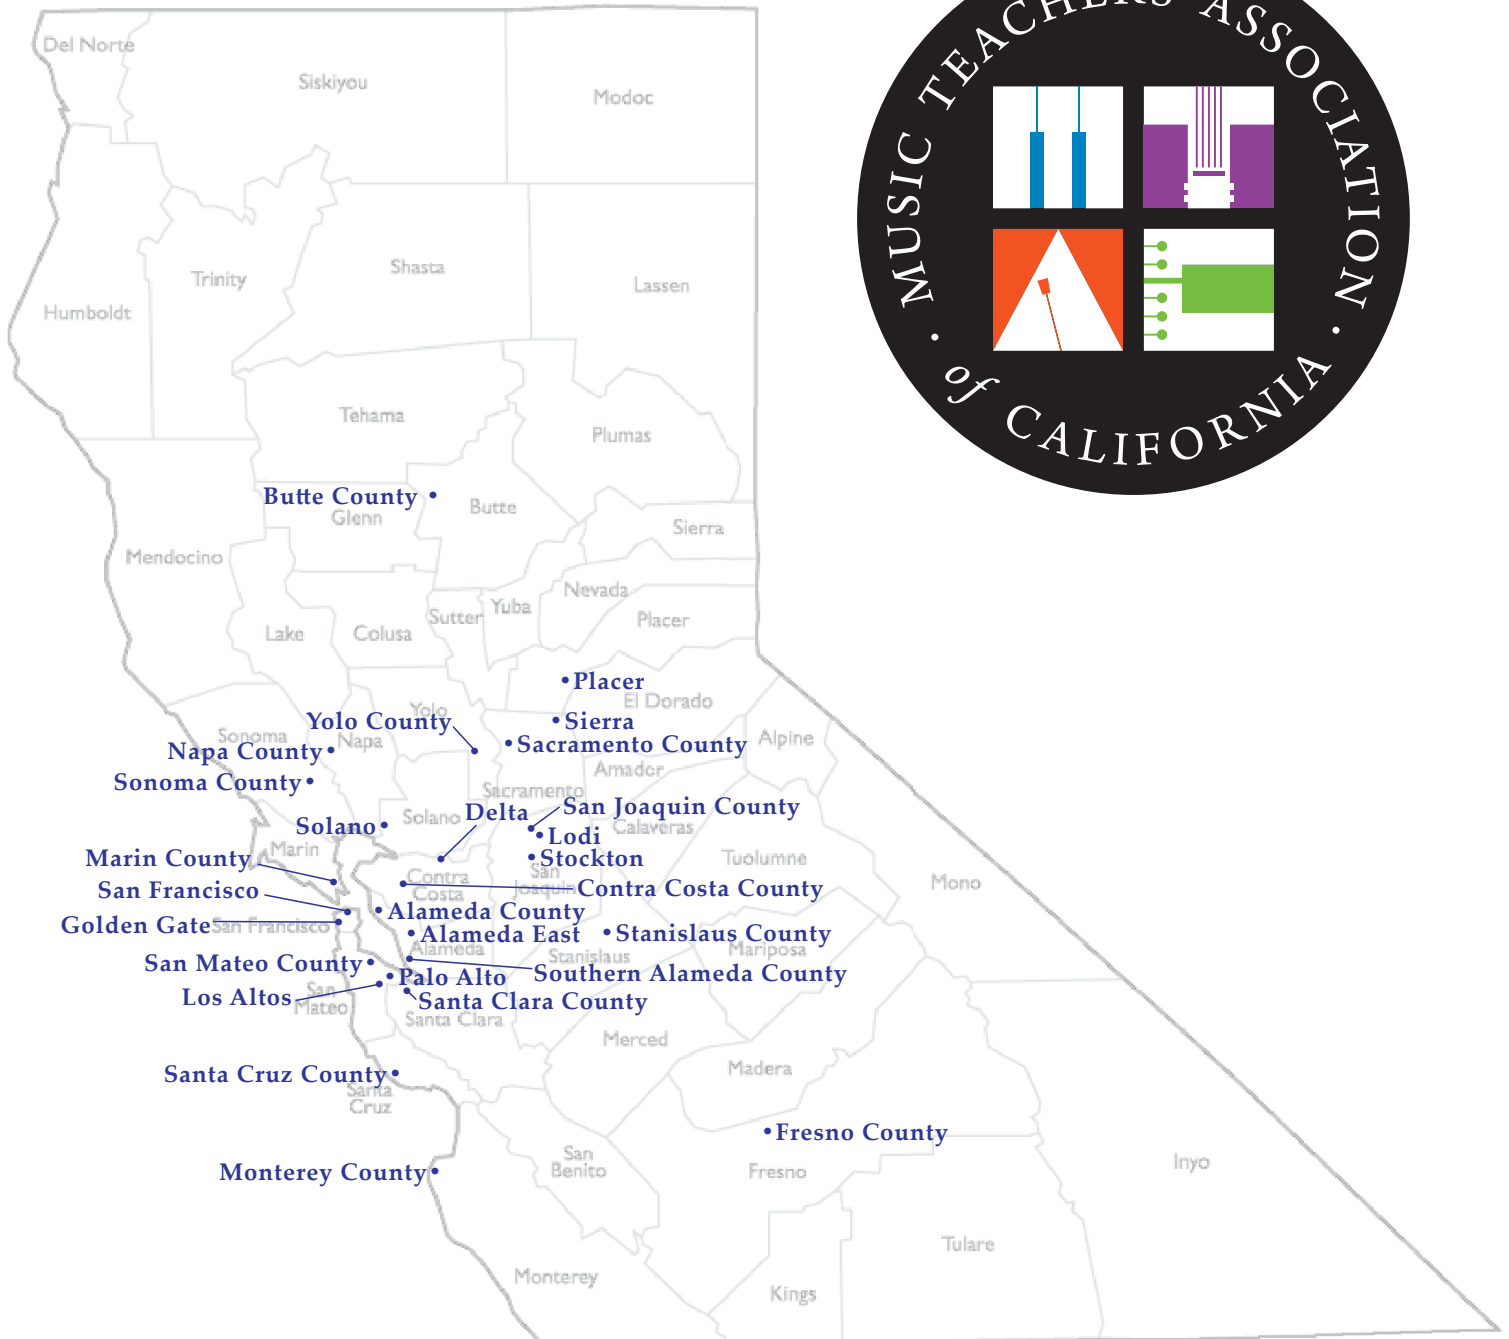 MUSIC TEACHERS' ASSOCIATION
of CALIFORNIA
Del Norte
Siskiyou
Modoc
Humboldt
Trinity
Shasta
Lassen
Tehama
Plumas
Butte County
Glenn
Butte
Sierra
Mendocino
Nevada
Yuba
Sutter
Placer
Lake
Colusa
Placer
El Dorado
Yolo
Yolo County
Sierra
Sonoma
Napa
Napa County
Sacramento County
Alpine
Amador
Sonoma County
Sacramento
Solano
Delta
San Joaquin County
Solano
Lodi
Calaveras
Marin
Marin County
Stockton
Tuolumne
San
Joaquin
Contra
Costa
Contra Costa County
Mono
San Francisco
Alameda County
Golden Gate
San Francisco
Alameda East
Stanislaus County
Alameda
Stanislaus
Mariposa
San Mateo County
Palo Alto
Southern Alameda County
Los Altos
San
Mateo
Santa Clara County
Santa Clara
Merced
Madera
Santa Cruz County
Santa
Cruz
Fresno County
San
Benito
Fresno
Inyo
Monterey County
Tulare
Monterey
Kings